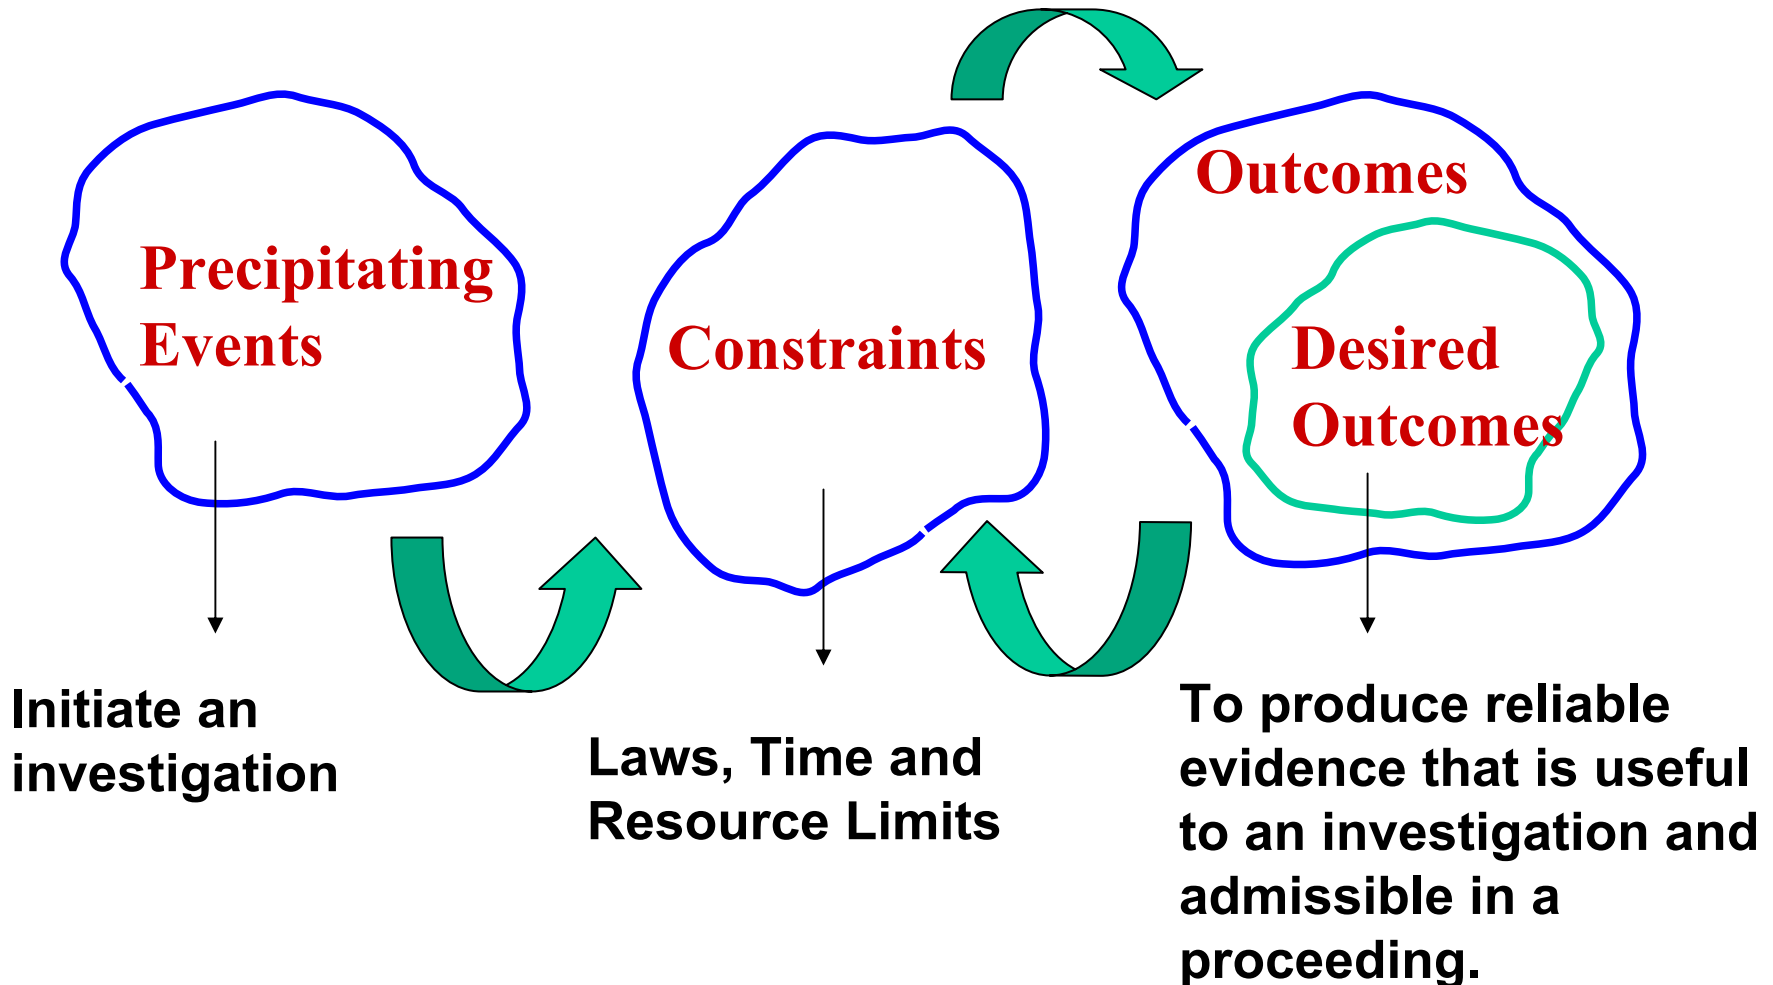 Precipitating
Events
Initiate an
investigation
Constraints
Laws, Time and
Resource Limits
Outcomes
Desired
Outcomes
To produce reliable
evidence that is useful
to an investigation and
admissible in a
proceeding.